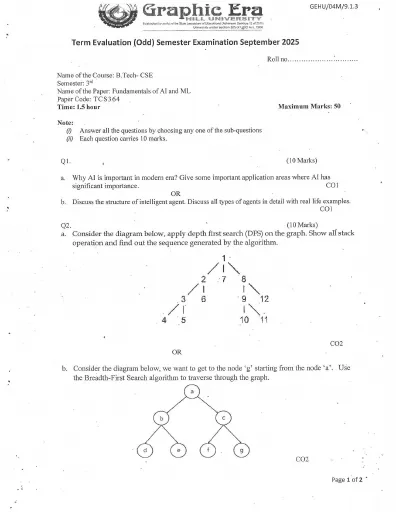 GEHU/04M/9.1.3
Graphic Era
HILL UNIVERSITY
Term Evaluation (Odd) Semester Examination September 2025
Roll no..............................
Name of the Course: B.Tech- CSE
Semester: 3rd
Name of the Paper: Fundamentals of AI and ML
Paper Code: TCS364
Time: 1.5 hour Maximum Marks: 50
Note:
(i) Answer all the questions by choosing any one of the sub-questions
(ii) Each question carries 10 marks.
Q1. (10 Marks)
a. Why AI is important in modern era? Give some important application areas where AI has
significant importance. CO1
OR
b. Discuss the structure of intelligent agent. Discuss all types of agents in detail with real life examples.
CO1
Q2. (10 Marks)
a. Consider the diagram below, apply depth first search (DFS) on the graph. Show all stack
operation and find out the sequence generated by the algorithm.
1
2 7 8
3 6 9 12
4 5 10 11
CO2
OR
b. Consider the diagram below, we want to get to the node 'g' starting from the node 'a'. Use
the Breadth-First Search algorithm to traverse through the graph.
a
b c
d e f g
CO2
Page 1 of 2